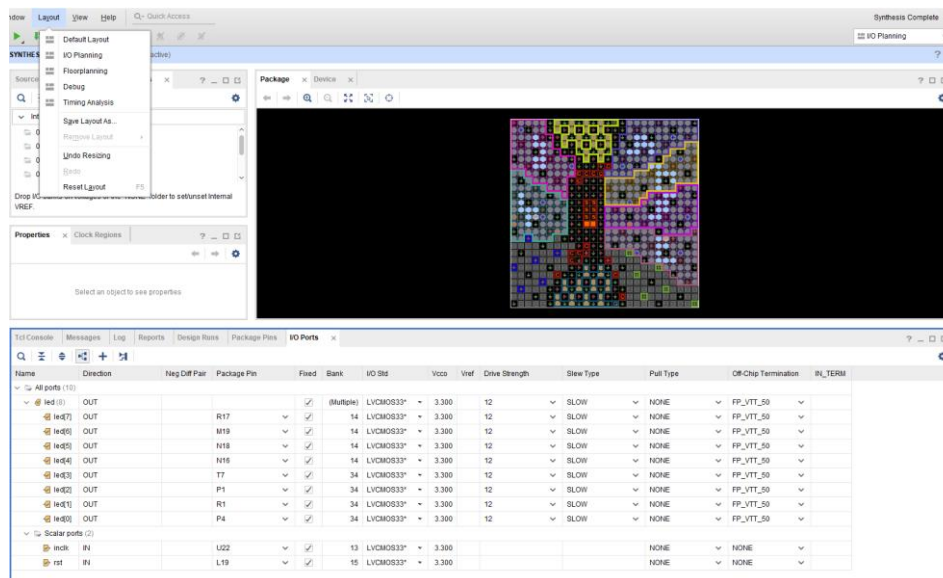 Layout View Help Quick Access Synthesis Complete
I/O Planning
Default Layout
I/O Planning
Floorplanning
Debug
Timing Analysis
Save Layout As...
Remove Layout
Undo Resizing
Redo
Reset Layout F5
Package Device
Properties Clock Regions
Select an object to see properties
VREF.
Tcl Console Messages Log Reports Design Runs Package Pins I/O Ports
Name Direction Neg Diff Pair Package Pin Fixed Bank I/O Std Vcco Vref Drive Strength Slew Type Pull Type Off-Chip Termination IN_TERM
All ports (10)
led (8) OUT (Multiple) LVCMOS33* 3.300 12 SLOW NONE FP_VTT_50
led[7] OUT R17 14 LVCMOS33* 3.300 12 SLOW NONE FP_VTT_50
led[6] OUT M19 14 LVCMOS33* 3.300 12 SLOW NONE FP_VTT_50
led[5] OUT N18 14 LVCMOS33* 3.300 12 SLOW NONE FP_VTT_50
led[4] OUT N16 14 LVCMOS33* 3.300 12 SLOW NONE FP_VTT_50
led[3] OUT T7 34 LVCMOS33* 3.300 12 SLOW NONE FP_VTT_50
led[2] OUT P1 34 LVCMOS33* 3.300 12 SLOW NONE FP_VTT_50
led[1] OUT R1 34 LVCMOS33* 3.300 12 SLOW NONE FP_VTT_50
led[0] OUT P4 34 LVCMOS33* 3.300 12 SLOW NONE FP_VTT_50
Scalar ports (2)
inclk IN U22 13 LVCMOS33* 3.300 NONE NONE
rst IN L19 15 LVCMOS33* 3.300 NONE NONE